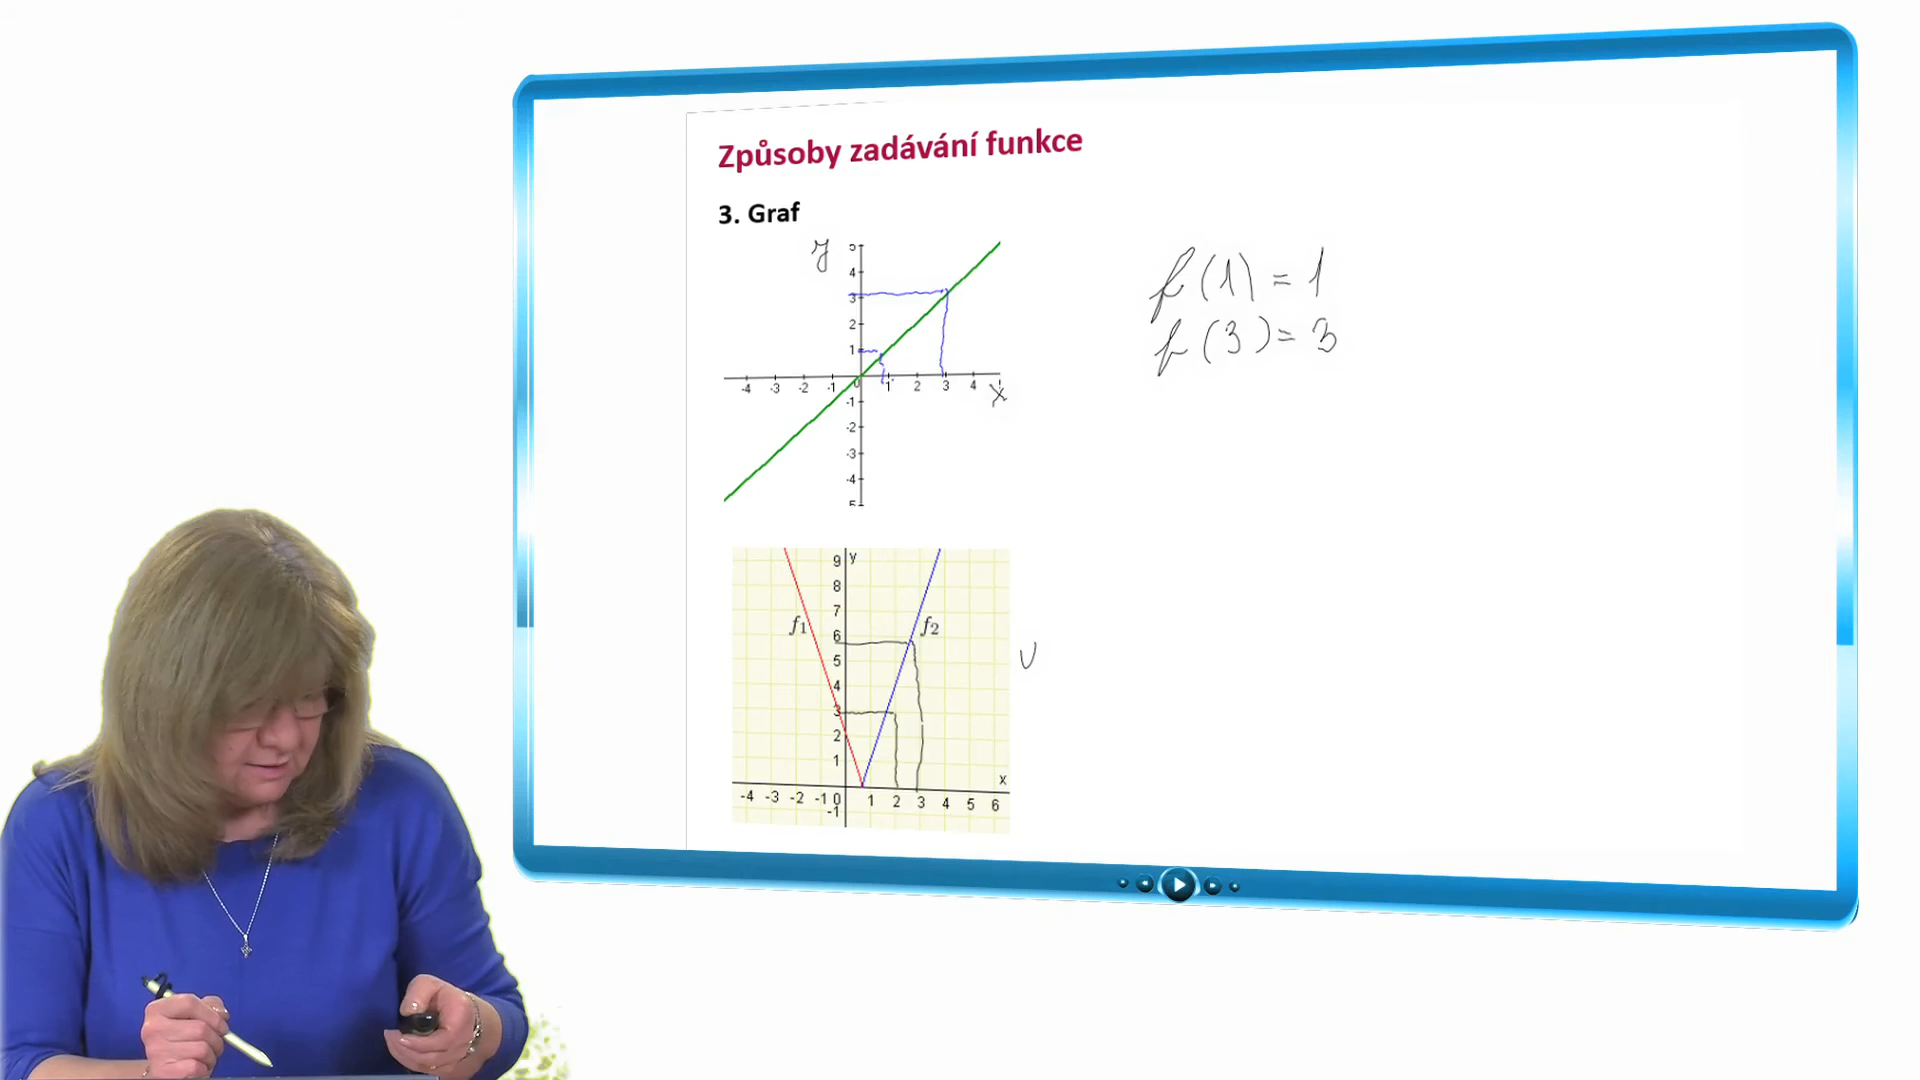 Způsoby zadávání funkce
3. Graf
y
5
4
3
2
1
-4 -3 -2 -1 0 1 2 3 4
x
-1
-2
-3
-4
f(1) = 1
f(3) = 3
9 y
8
7
f1 f2
6
5
4
3
2
1
x
-4 -3 -2 -1 0 1 2 3 4 5 6
-1